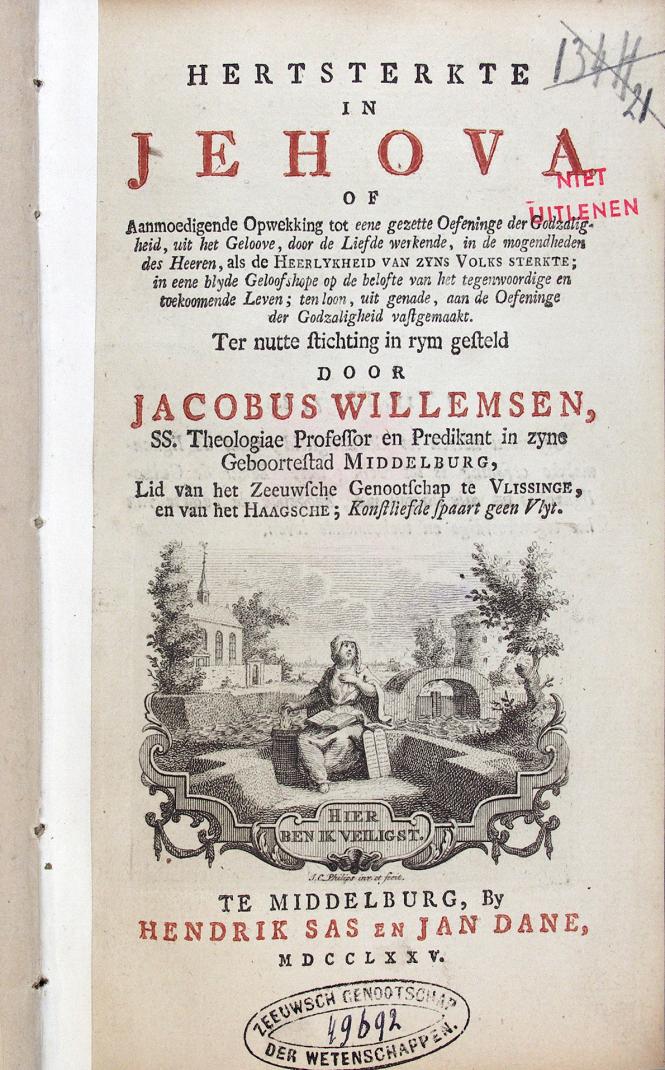 HERTSTERKTE
IN
JEHOVA
OF
Aanmoedigende Opwekking tot eene gezette Oefeninge der Godzalig-
heid, uit het Geloove, door de Liefde werkende, in de mogendheden
des Heeren, als de HEERLYKHEID VAN ZYNS VOLKS STERKTE;
in eene blyde Geloofshope op de belofte van het tegenwoordige en
toekoomende Leven; ten loon, uit genade, aan de Oefeninge
der Godzaligheid vaſtgemaakt.
Ter nutte ſtichting in rym geſteld
DOOR
JACOBUS WILLEMSEN,
SS. Theologiae Profeſſor en Predikant in zyne
Geboorteſtad MIDDELBURG,
Lid van het Zeeuwſche Genootſchap te VLISSINGE,
en van het HAAGSCHE; Konſtliefde ſpaart geen Vlyt.
HIER
BEN IK VEILIGST.
J.C. Philips inv. et fecit.
TE MIDDELBURG, By
HENDRIK SAS EN JAN DANE,
MDCCLXXV.
NIET
UITLENEN
21
ZEEUWSCH GENOOTSCHAP
49692
DER WETENSCHAPPEN.